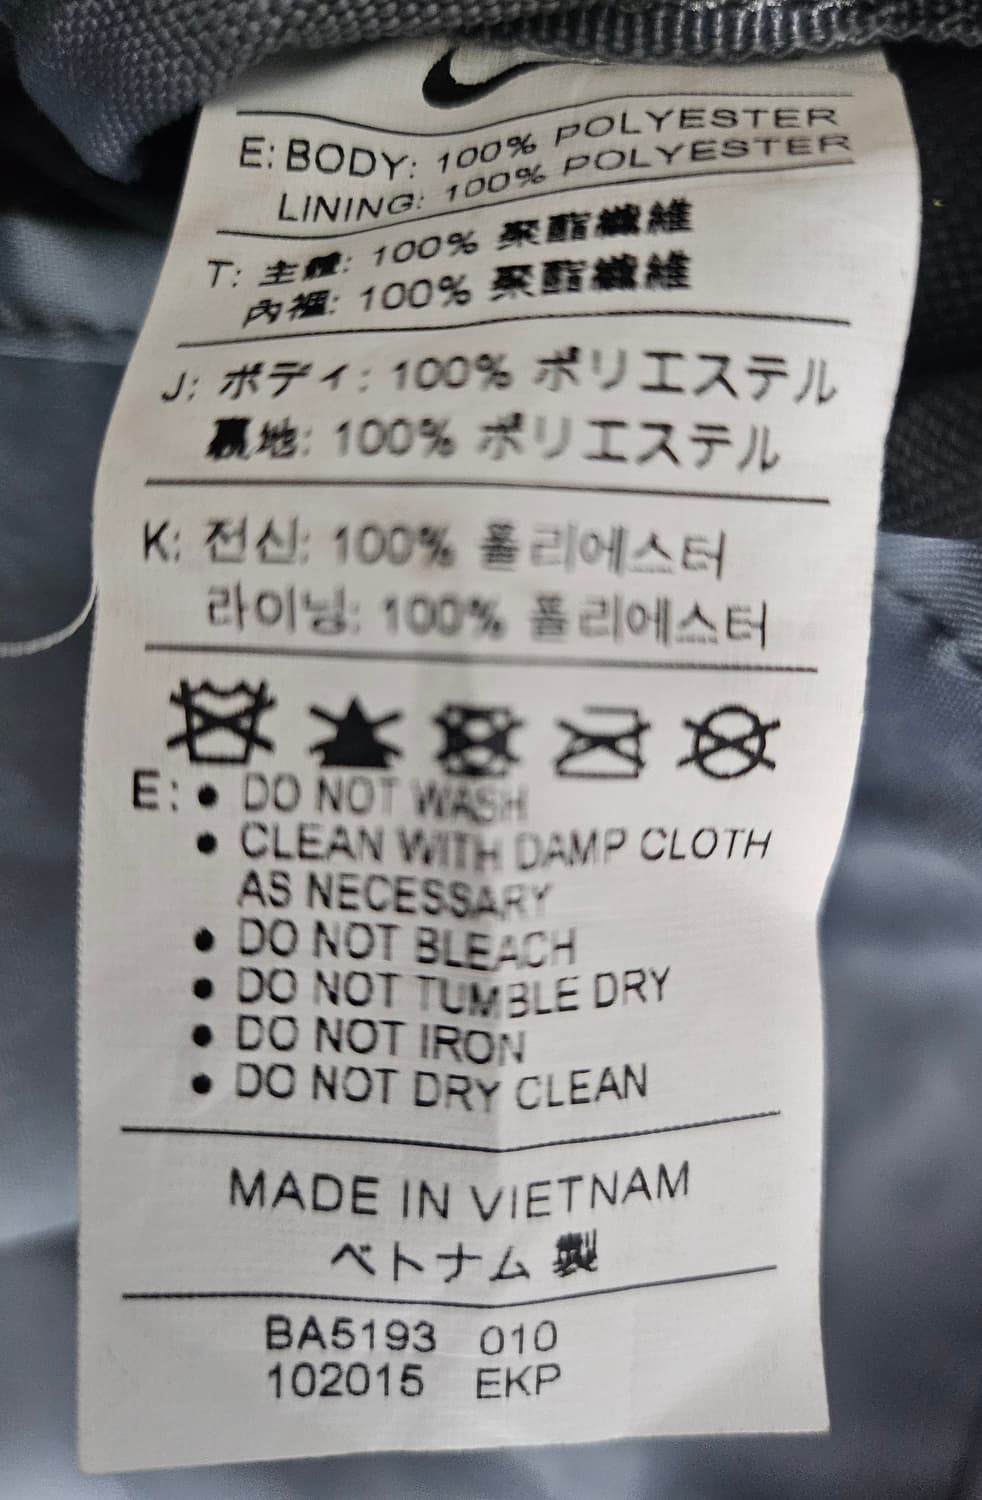 E: BODY: 100% POLYESTER
LINING: 100% POLYESTER
T: 主體: 100% 聚酯纖維
內裡: 100% 聚酯纖維
J: ボディ: 100% ポリエステル
裏地: 100% ポリエステル
K: 전신: 100% 폴리에스터
라이닝: 100% 폴리에스터
E: • DO NOT WASH
• CLEAN WITH DAMP CLOTH
AS NECESSARY
• DO NOT BLEACH
• DO NOT TUMBLE DRY
• DO NOT IRON
• DO NOT DRY CLEAN
MADE IN VIETNAM
ベトナム製
BA5193 010
102015 EKP